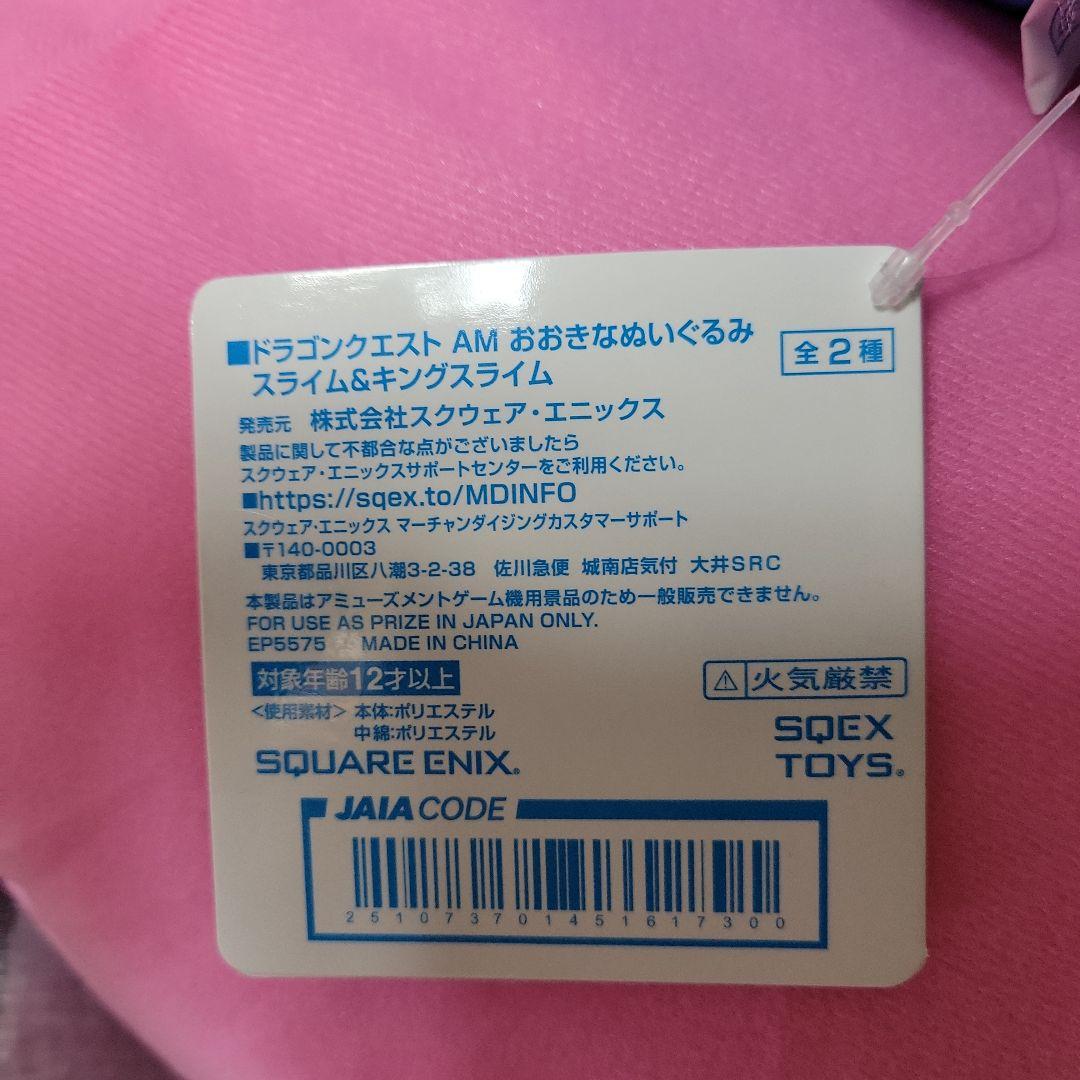 ■ドラゴンクエスト AM おおきなぬいぐるみ 全2種
スライム&キングスライム
発売元 株式会社スクウェア・エニックス
製品に関して不都合な点がございましたら
スクウェア・エニックスサポートセンターをご利用ください。
■https://sqex.to/MDINFO
スクウェア・エニックス マーチャンダイジングカスタマーサポート
■〒140-0003
東京都品川区八潮3-2-38 佐川急便 城南店気付 大井SRC
本製品はアミューズメントゲーム機用景品のため一般販売できません。
FOR USE AS PRIZE IN JAPAN ONLY.
EP5575 MADE IN CHINA
対象年齢12才以上 ⚠火気厳禁
<使用素材> 本体:ポリエステル
中綿:ポリエステル
SQUARE ENIX.
SQEX
TOYS.
JAIA CODE
251073701451617300